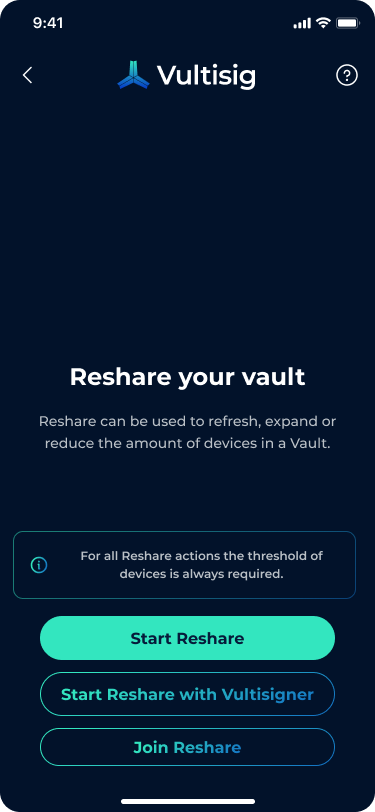 9:41
Vultisig
Reshare your vault
Reshare can be used to refresh, expand or
reduce the amount of devices in a Vault.
For all Reshare actions the threshold of
devices is always required.
Start Reshare
Start Reshare with Vultisigner
Join Reshare